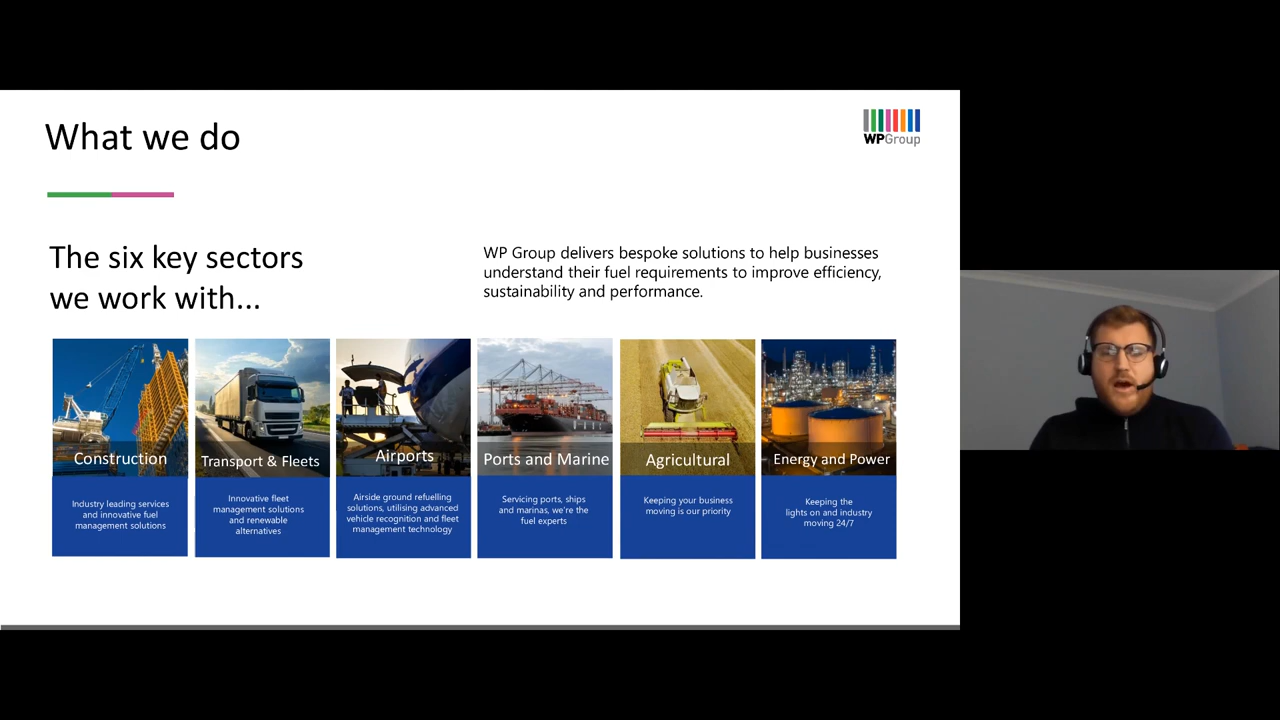 What we do
WPGroup
The six key sectors
we work with...
WP Group delivers bespoke solutions to help businesses
understand their fuel requirements to improve efficiency,
sustainability and performance.
Construction
Industry leading services
and innovative fuel
management solutions
Transport & Fleets
Innovative fleet
management solutions
and renewable
alternatives
Airports
Airside ground refuelling
solutions, utilising advanced
vehicle recognition and fleet
management technology
Ports and Marine
Servicing ports, ships
and marinas, we're the
fuel experts
Agricultural
Keeping your business
moving is our priority
Energy and Power
Keeping the
lights on and industry
moving 24/7